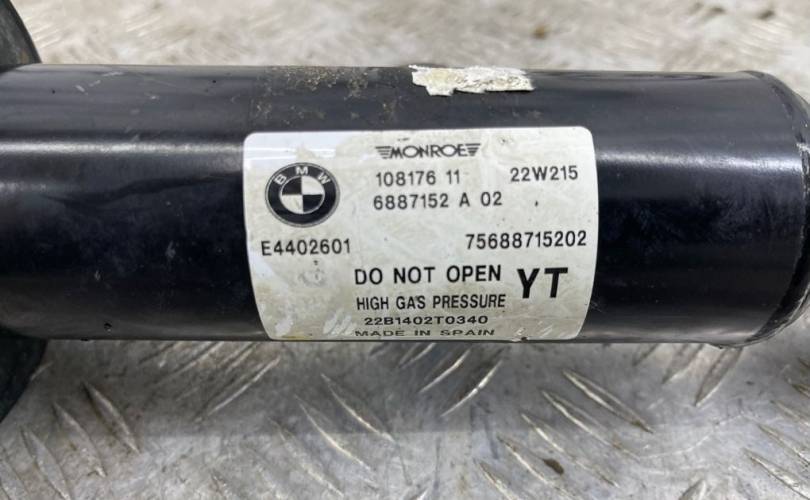 MONROE
BMW
108176 11 22W215
6887152 A 02
E4402601 75688715202
DO NOT OPEN YT
HIGH GAS PRESSURE
22B1402T0340
MADE IN SPAIN